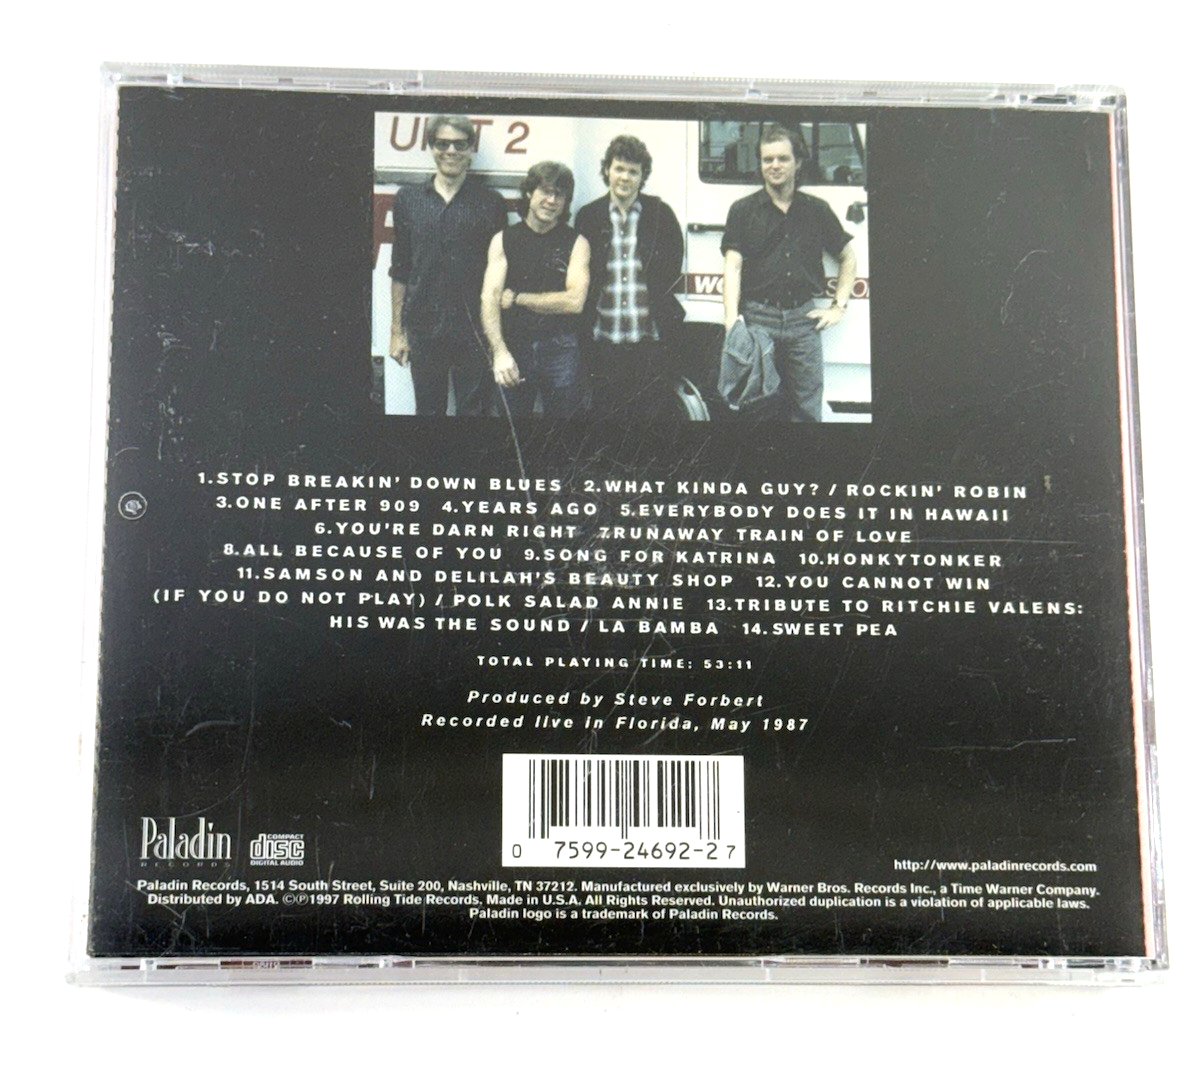 2
1.STOP BREAKIN' DOWN BLUES 2.WHAT KINDA GUY? / ROCKIN' ROBIN
3.ONE AFTER 909 4.YEARS AGO 5.EVERYBODY DOES IT IN HAWAII
6.YOU'RE DARN RIGHT 7.RUNAWAY TRAIN OF LOVE
8.ALL BECAUSE OF YOU 9.SONG FOR KATRINA 10.HONKYTONKER
11.SAMSON AND DELILAH'S BEAUTY SHOP 12.YOU CANNOT WIN
(IF YOU DO NOT PLAY) / POLK SALAD ANNIE 13.TRIBUTE TO RITCHIE VALENS:
HIS WAS THE SOUND / LA BAMBA 14.SWEET PEA
TOTAL PLAYING TIME: 53:11
Produced by Steve Forbert
Recorded live in Florida, May 1987
0 7599-24692-2 7
Paladin
RECORDS
COMPACT
disc
DIGITAL AUDIO
http://www.paladinrecords.com
Paladin Records, 1514 South Street, Suite 200, Nashville, TN 37212. Manufactured exclusively by Warner Bros. Records Inc., a Time Warner Company.
Distributed by ADA. ©℗1997 Rolling Tide Records. Made in U.S.A. All Rights Reserved. Unauthorized duplication is a violation of applicable laws.
Paladin logo is a trademark of Paladin Records.